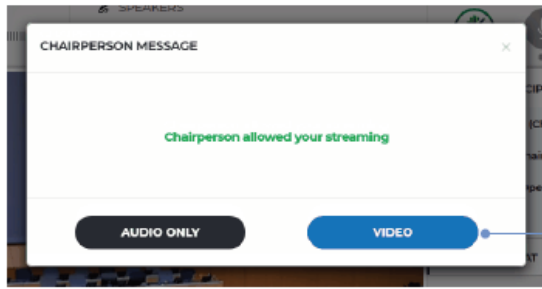 SPEAKERS
CHAIRPERSON MESSAGE
×
Chairperson allowed your streaming
AUDIO ONLY
VIDEO